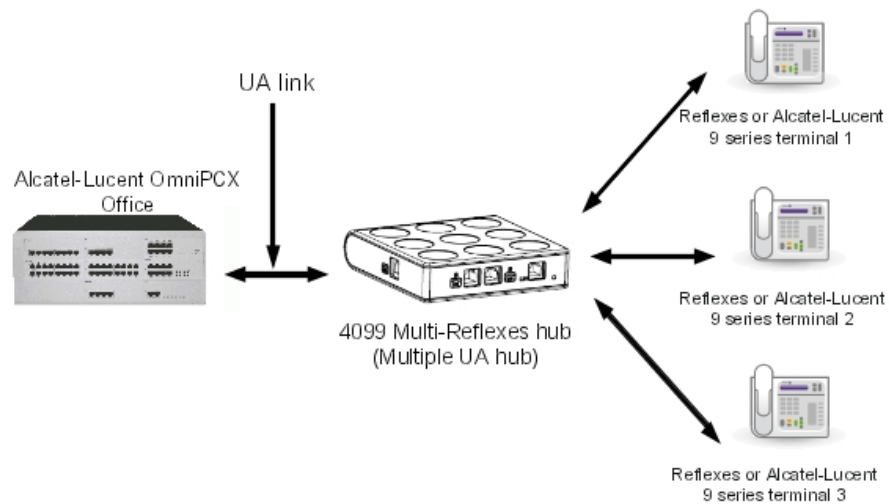 UA link
Alcatel-Lucent OmniPCX
Office
4099 Multi-Reflexes hub
(Multiple UA hub)
Reflexes or Alcatel-Lucent
9 series terminal 1
Reflexes or Alcatel-Lucent
9 series terminal 2
Reflexes or Alcatel-Lucent
9 series terminal 3